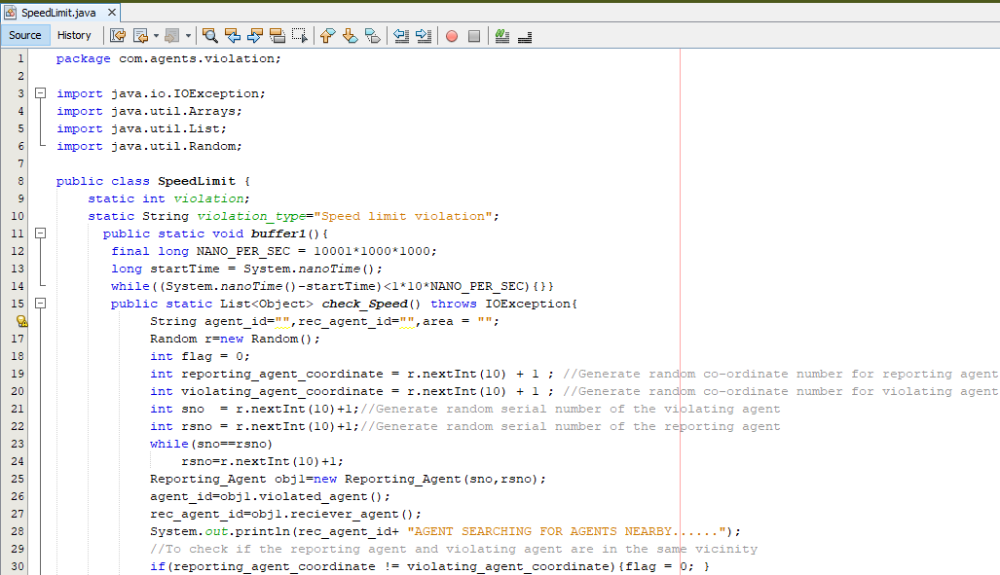 SpeedLimit.java
Source History
1 package com.agents.violation;
2
3 import java.io.IOException;
4 import java.util.Arrays;
5 import java.util.List;
6 import java.util.Random;
7
8 public class SpeedLimit {
9 static int violation;
10 static String violation_type="Speed limit violation";
11 public static void buffer1(){
12 final long NANO_PER_SEC = 1000l*1000*1000;
13 long startTime = System.nanoTime();
14 while((System.nanoTime()-startTime)<1*10*NANO_PER_SEC){}}
15 public static List<Object> check_Speed() throws IOException{
String agent_id="",rec_agent_id="",area = "";
17 Random r=new Random();
18 int flag = 0;
19 int reporting_agent_coordinate = r.nextInt(10) + 1 ; //Generate random co-ordinate number for reporting agent
20 int violating_agent_coordinate = r.nextInt(10) + 1 ; //Generate random co-ordinate number for violating agent
21 int sno = r.nextInt(10)+1;//Generate random serial number of the violating agent
22 int rsno = r.nextInt(10)+1;//Generate random serial number of the reporting agent
23 while(sno==rsno)
24 rsno=r.nextInt(10)+1;
25 Reporting_Agent obj1=new Reporting_Agent(sno,rsno);
26 agent_id=obj1.violated_agent();
27 rec_agent_id=obj1.reciever_agent();
28 System.out.println(rec_agent_id+ "AGENT SEARCHING FOR AGENTS NEARBY......");
29 //To check if the reporting agent and violating agent are in the same vicinity
30 if(reporting_agent_coordinate != violating_agent_coordinate){flag = 0; }